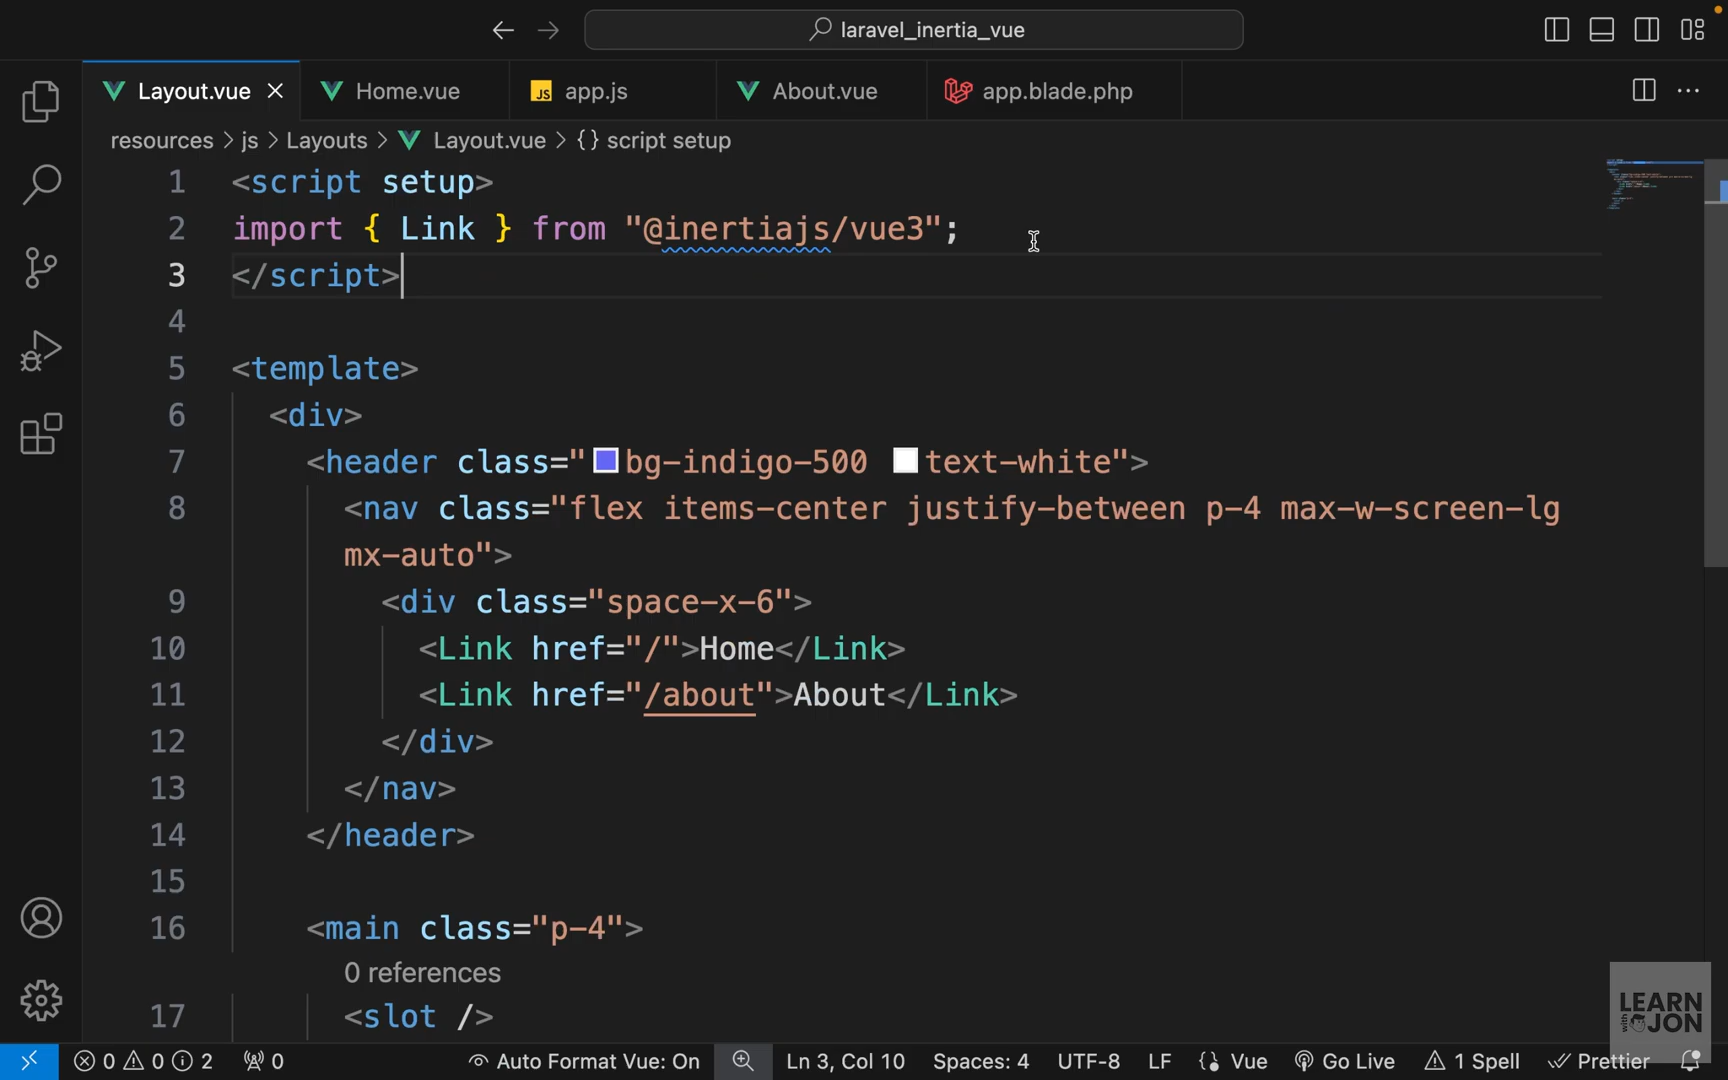 laravel_inertia_vue
Layout.vue
Home.vue
JS app.js
About.vue
app.blade.php
resources > js > Layouts > Layout.vue > {} script setup
1 <script setup>
2 import { Link } from "@inertiajs/vue3";
3 </script>
4
5 <template>
6 <div>
7 <header class="bg-indigo-500 text-white">
8 <nav class="flex items-center justify-between p-4 max-w-screen-lg
mx-auto">
9 <div class="space-x-6">
10 <Link href="/">Home</Link>
11 <Link href="/about">About</Link>
12 </div>
13 </nav>
14 </header>
15
16 <main class="p-4">
0 references
17 <slot />
LEARN
with
JON
0 0 2 0 Auto Format Vue: On Ln 3, Col 10 Spaces: 4 UTF-8 LF {} Vue Go Live 1 Spell Prettier